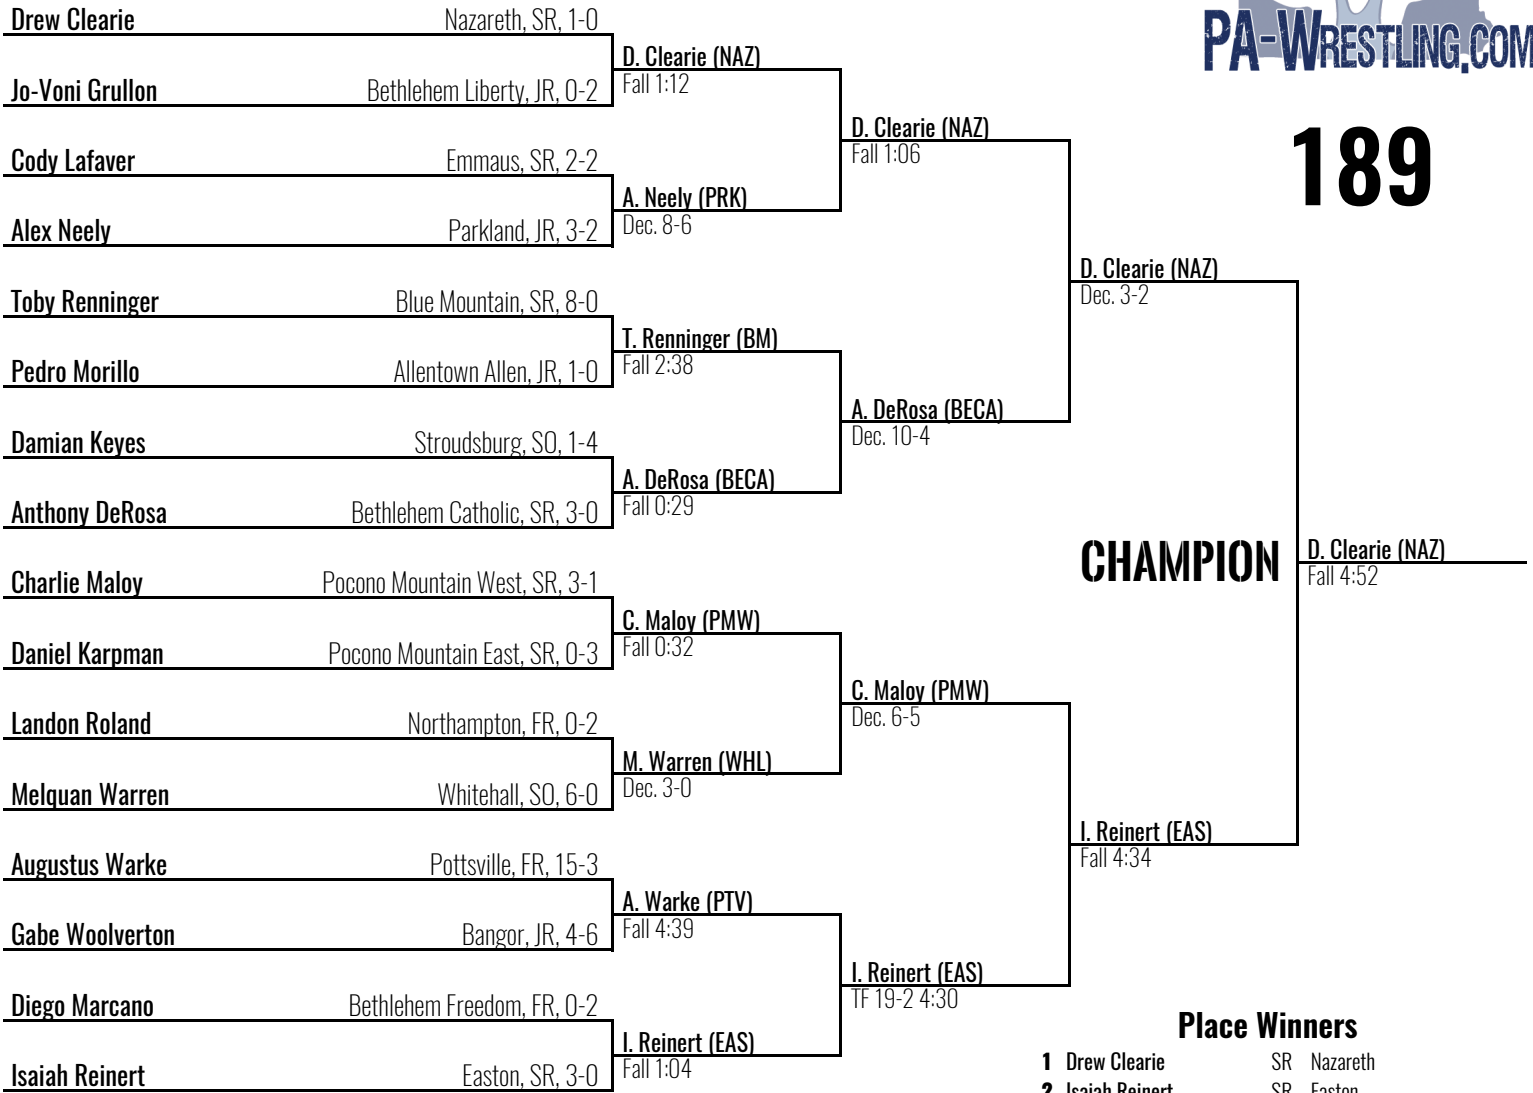 PA-WRESTLING.COM
189
Drew Clearie Nazareth, SR, 1-0
D. Clearie (NAZ)
Fall 1:12
Jo-Voni Grullon Bethlehem Liberty, JR, 0-2
D. Clearie (NAZ)
Fall 1:06
Cody Lafaver Emmaus, SR, 2-2
A. Neely (PRK)
Dec. 8-6
Alex Neely Parkland, JR, 3-2
D. Clearie (NAZ)
Dec. 3-2
Toby Renninger Blue Mountain, SR, 8-0
T. Renninger (BM)
Fall 2:38
Pedro Morillo Allentown Allen, JR, 1-0
A. DeRosa (BECA)
Dec. 10-4
Damian Keyes Stroudsburg, SO, 1-4
A. DeRosa (BECA)
Fall 0:29
Anthony DeRosa Bethlehem Catholic, SR, 3-0
CHAMPION
D. Clearie (NAZ)
Fall 4:52
Charlie Maloy Pocono Mountain West, SR, 3-1
C. Maloy (PMW)
Fall 0:32
Daniel Karpman Pocono Mountain East, SR, 0-3
C. Maloy (PMW)
Dec. 6-5
Landon Roland Northampton, FR, 0-2
M. Warren (WHL)
Dec. 3-0
Melquan Warren Whitehall, SO, 6-0
I. Reinert (EAS)
Fall 4:34
Augustus Warke Pottsville, FR, 15-3
A. Warke (PTV)
Fall 4:39
Gabe Woolverton Bangor, JR, 4-6
I. Reinert (EAS)
TF 19-2 4:30
Diego Marcano Bethlehem Freedom, FR, 0-2
I. Reinert (EAS)
Fall 1:04
Isaiah Reinert Easton, SR, 3-0
Place Winners
1 Drew Clearie SR Nazareth
2 Isaiah Reinert SR Easton